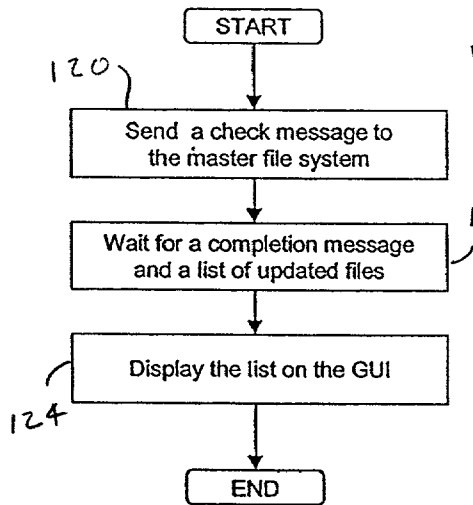 START
120
Send a check message to
the master file system
Wait for a completion message
and a list of updated files
Display the list on the GUI
124
END